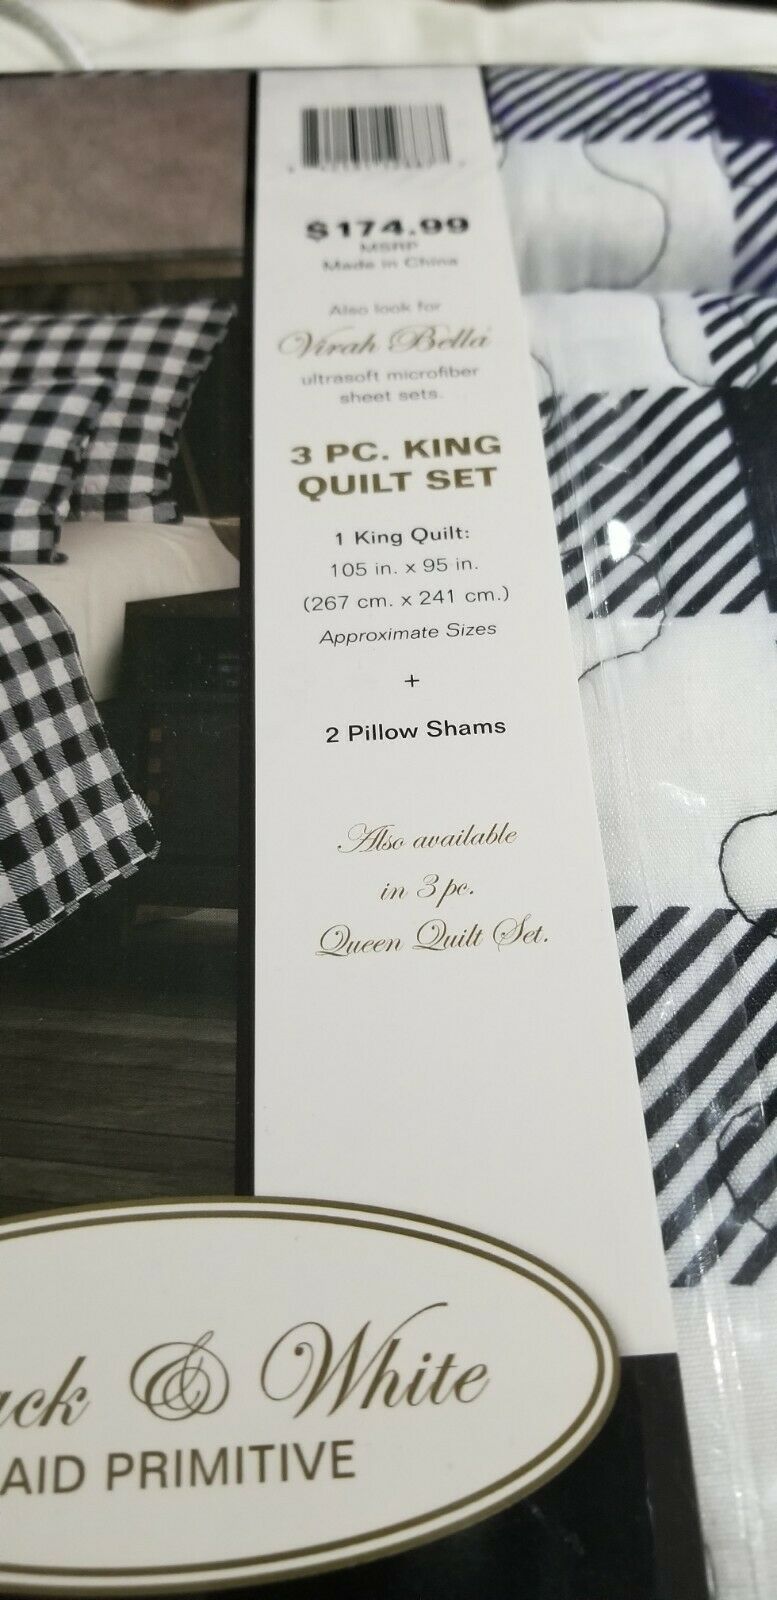 $174.99
MSRP
Made in China
Also look for
Virah Bella
ultrasoft microfiber
sheet sets.
3 PC. KING
QUILT SET
1 King Quilt:
105 in. x 95 in.
(267 cm. x 241 cm.)
Approximate Sizes
+
2 Pillow Shams
Also available
in 3 pc.
Queen Quilt Set.
ack & White
AID PRIMITIVE